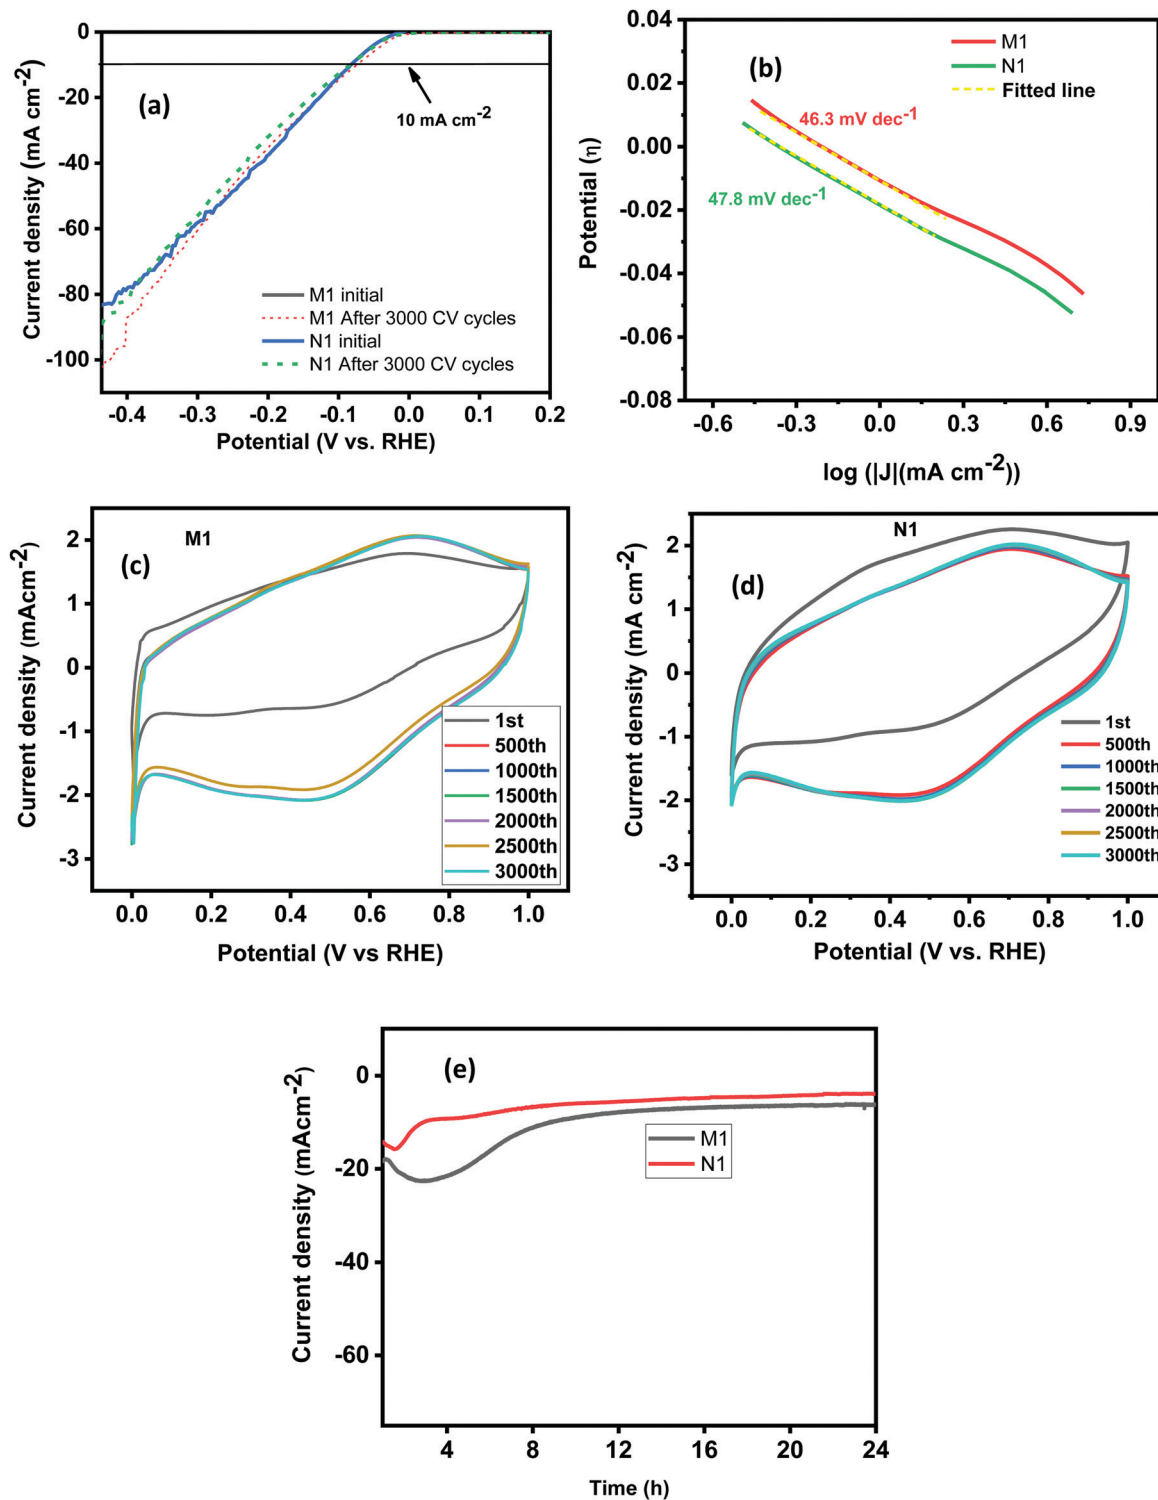 (a)
Current density (mA cm-2)
0
-20
-40
-60
-80
-100
10 mA cm-2
M1 initial
M1 After 3000 CV cycles
N1 initial
N1 After 3000 CV cycles
-0.4 -0.3 -0.2 -0.1 0.0 0.1 0.2
Potential (V vs. RHE)
(b)
Potential (η)
0.04
0.02
0.00
-0.02
-0.04
-0.06
-0.08
M1
N1
Fitted line
46.3 mV dec-1
47.8 mV dec-1
-0.6 -0.3 0.0 0.3 0.6 0.9
log (|J|(mA cm-2))
(c)
M1
Current density (mAcm-2)
2
1
0
-1
-2
-3
1st
500th
1000th
1500th
2000th
2500th
3000th
0.0 0.2 0.4 0.6 0.8 1.0
Potential (V vs RHE)
(d)
N1
Current density (mA cm-2)
2
1
0
-1
-2
-3
1st
500th
1000th
1500th
2000th
2500th
3000th
0.0 0.2 0.4 0.6 0.8 1.0
Potential (V vs. RHE)
(e)
Current density (mAcm-2)
0
-20
-40
-60
M1
N1
4 8 12 16 20 24
Time (h)